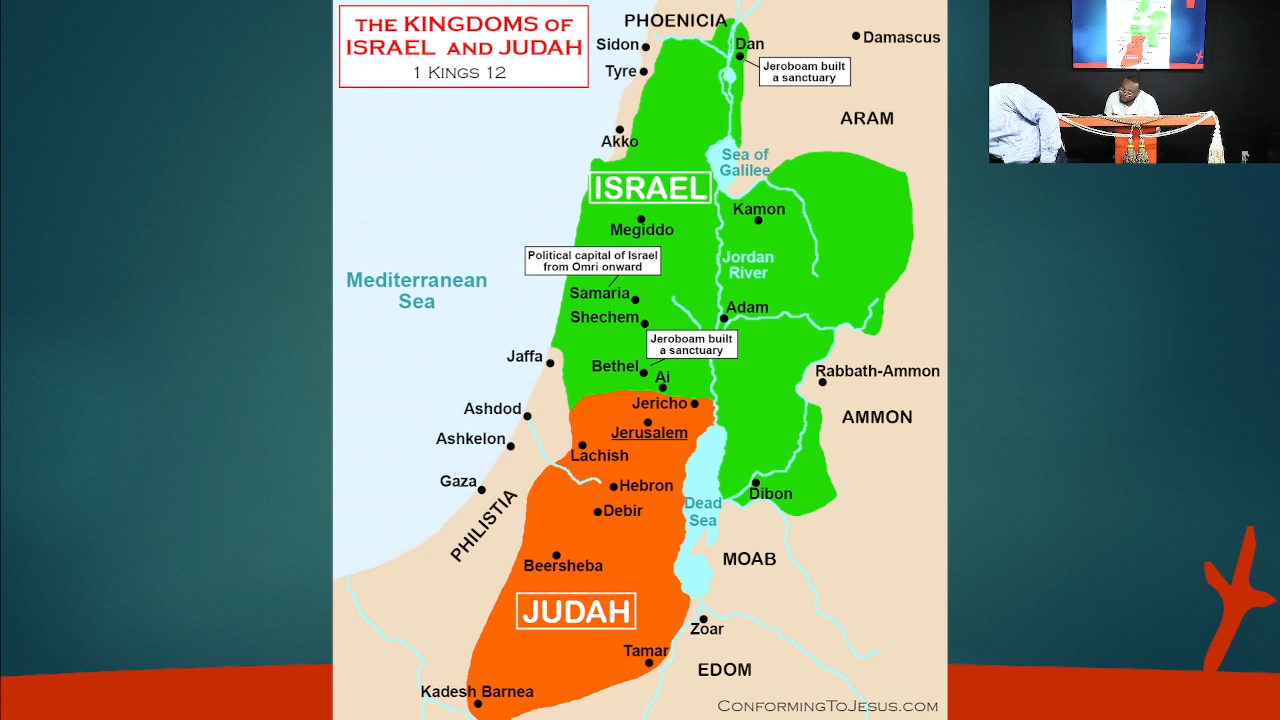 THE KINGDOMS OF
ISRAEL AND JUDAH
1 KINGS 12
PHOENICIA
Sidon
Dan
Damascus
Tyre
Jeroboam built
a sanctuary
ARAM
Akko
Sea of
Galilee
ISRAEL
Kamon
Megiddo
Political capital of Israel
from Omri onward
Jordan
River
Mediterranean
Sea
Samaria
Adam
Shechem
Jeroboam built
a sanctuary
Jaffa
Bethel
Ai
Rabbath-Ammon
Jericho
Ashdod
AMMON
Jerusalem
Ashkelon
Lachish
Gaza
Hebron
Dibon
Dead
Sea
Debir
PHILISTIA
MOAB
Beersheba
JUDAH
Zoar
Tamar
EDOM
Kadesh Barnea
CONFORMINGTOJESUS.COM